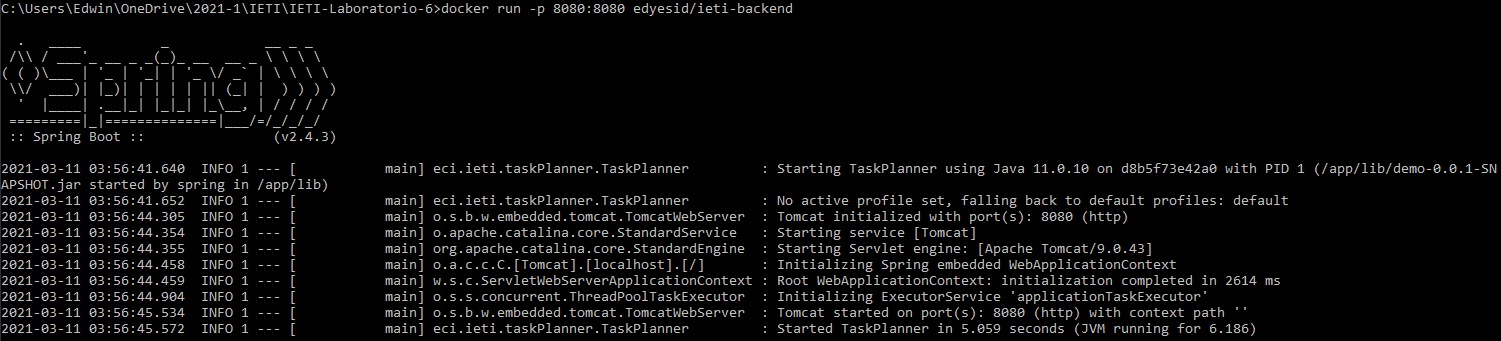 C:\Users\Edwin\OneDrive\2021-1\IETI\IETI-Laboratorio-6>docker run -p 8080:8080 edyesid/ieti-backend
  .   ____          _            __ _ _
 /\\ / ___'_ __ _ _(_)_ __  __ _ \ \ \ \
( ( )\___ | '_ | '_| | '_ \/ _` | \ \ \ \
 \\/  ___)| |_)| | | | | || (_| |  ) ) ) )
  '  |____| .__|_| |_|_| |_\__, | / / / /
 =========|_|==============|___/=/_/_/_/
 :: Spring Boot ::                (v2.4.3)
2021-03-11 03:56:41.640  INFO 1 --- [           main] eci.ieti.taskPlanner.TaskPlanner         : Starting TaskPlanner using Java 11.0.10 on d8b5f73e42a0 with PID 1 (/app/lib/demo-0.0.1-SN
APSHOT.jar started by spring in /app/lib)
2021-03-11 03:56:41.652  INFO 1 --- [           main] eci.ieti.taskPlanner.TaskPlanner         : No active profile set, falling back to default profiles: default
2021-03-11 03:56:44.305  INFO 1 --- [           main] o.s.b.w.embedded.tomcat.TomcatWebServer  : Tomcat initialized with port(s): 8080 (http)
2021-03-11 03:56:44.354  INFO 1 --- [           main] o.apache.catalina.core.StandardService   : Starting service [Tomcat]
2021-03-11 03:56:44.355  INFO 1 --- [           main] org.apache.catalina.core.StandardEngine  : Starting Servlet engine: [Apache Tomcat/9.0.43]
2021-03-11 03:56:44.458  INFO 1 --- [           main] o.a.c.c.C.[Tomcat].[localhost].[/]       : Initializing Spring embedded WebApplicationContext
2021-03-11 03:56:44.459  INFO 1 --- [           main] w.s.c.ServletWebServerApplicationContext : Root WebApplicationContext: initialization completed in 2614 ms
2021-03-11 03:56:44.904  INFO 1 --- [           main] o.s.s.concurrent.ThreadPoolTaskExecutor  : Initializing ExecutorService 'applicationTaskExecutor'
2021-03-11 03:56:45.534  INFO 1 --- [           main] o.s.b.w.embedded.tomcat.TomcatWebServer  : Tomcat started on port(s): 8080 (http) with context path ''
2021-03-11 03:56:45.572  INFO 1 --- [           main] eci.ieti.taskPlanner.TaskPlanner         : Started TaskPlanner in 5.059 seconds (JVM running for 6.186)